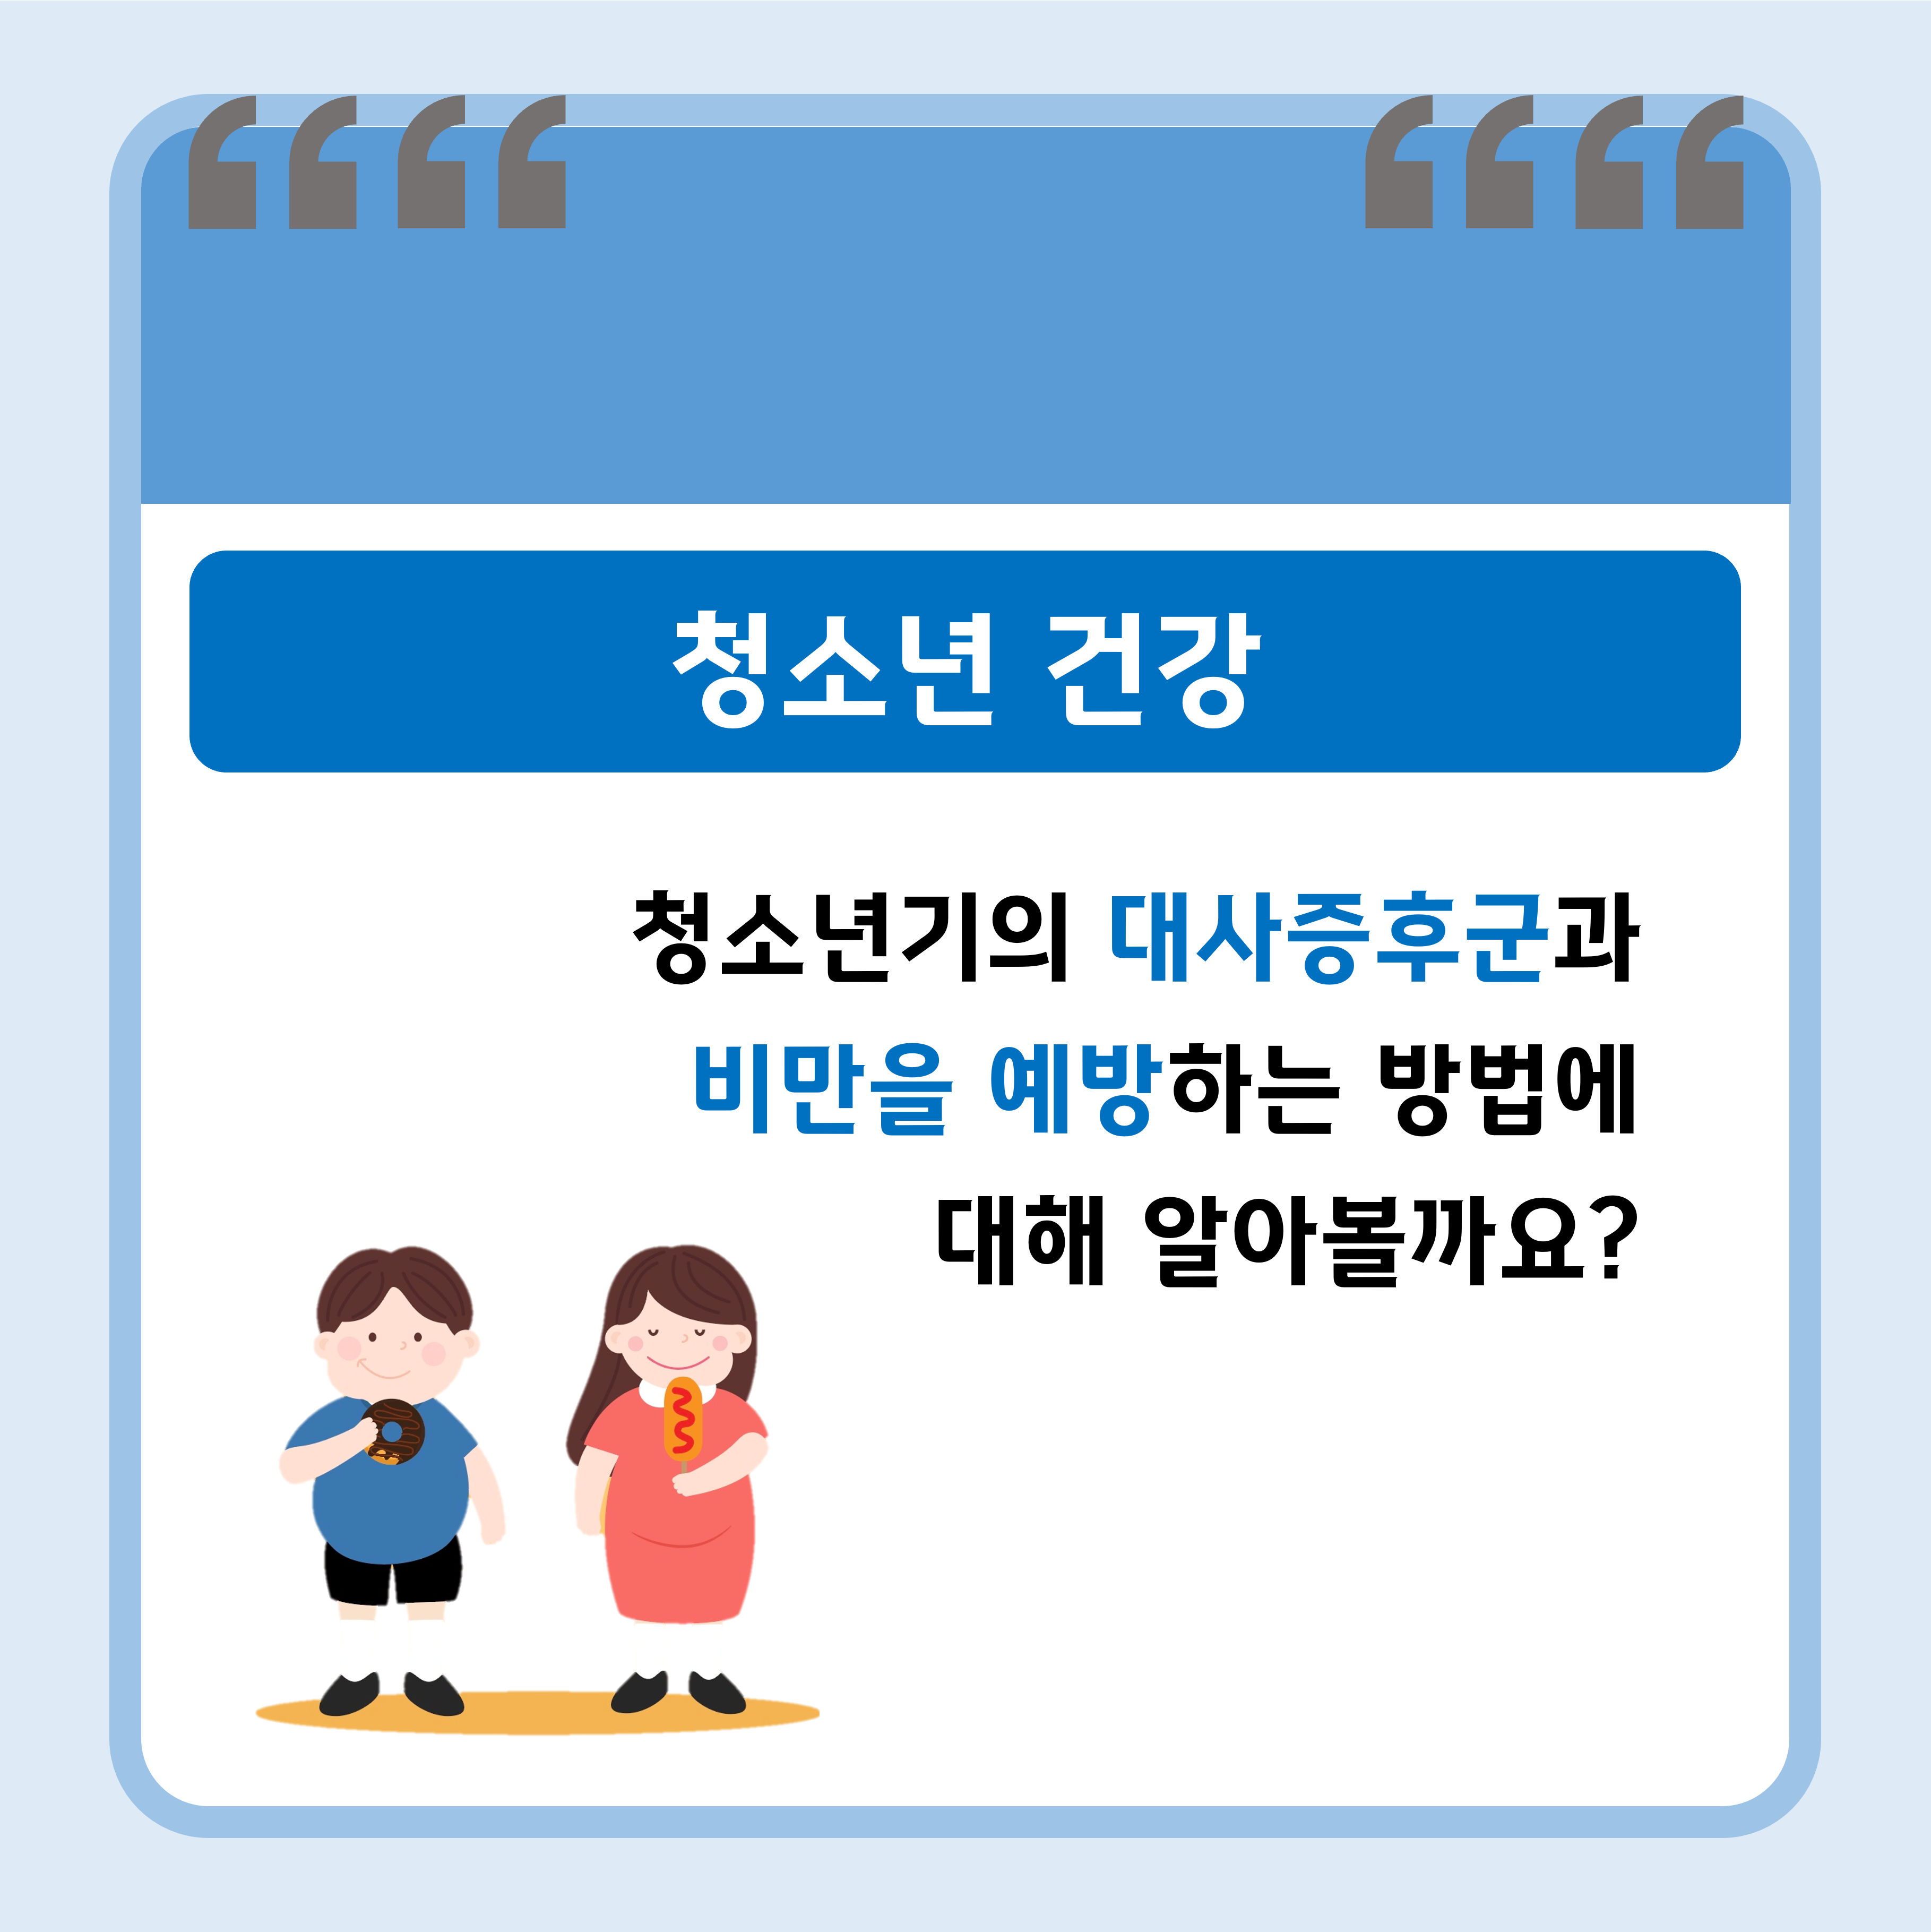 청소년 건강
청소년기의 대사증후군과
비만을 예방하는 방법에
대해 알아볼까요?